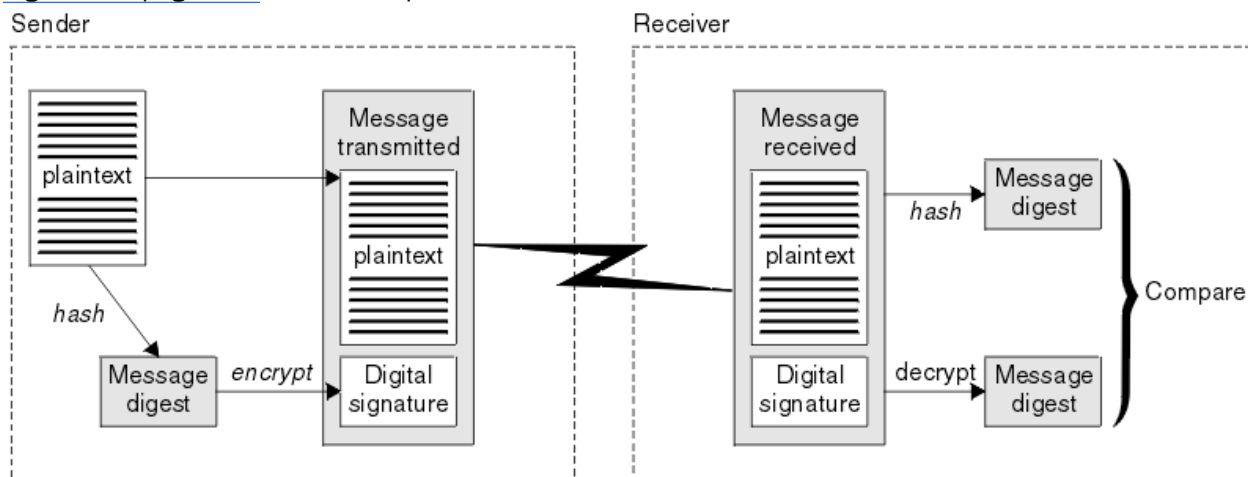 Sender
Receiver
plaintext
hash
Message
digest
encrypt
Message
transmitted
plaintext
Digital
signature
Message
received
plaintext
Digital
signature
hash
Message
digest
decrypt
Message
digest
Compare